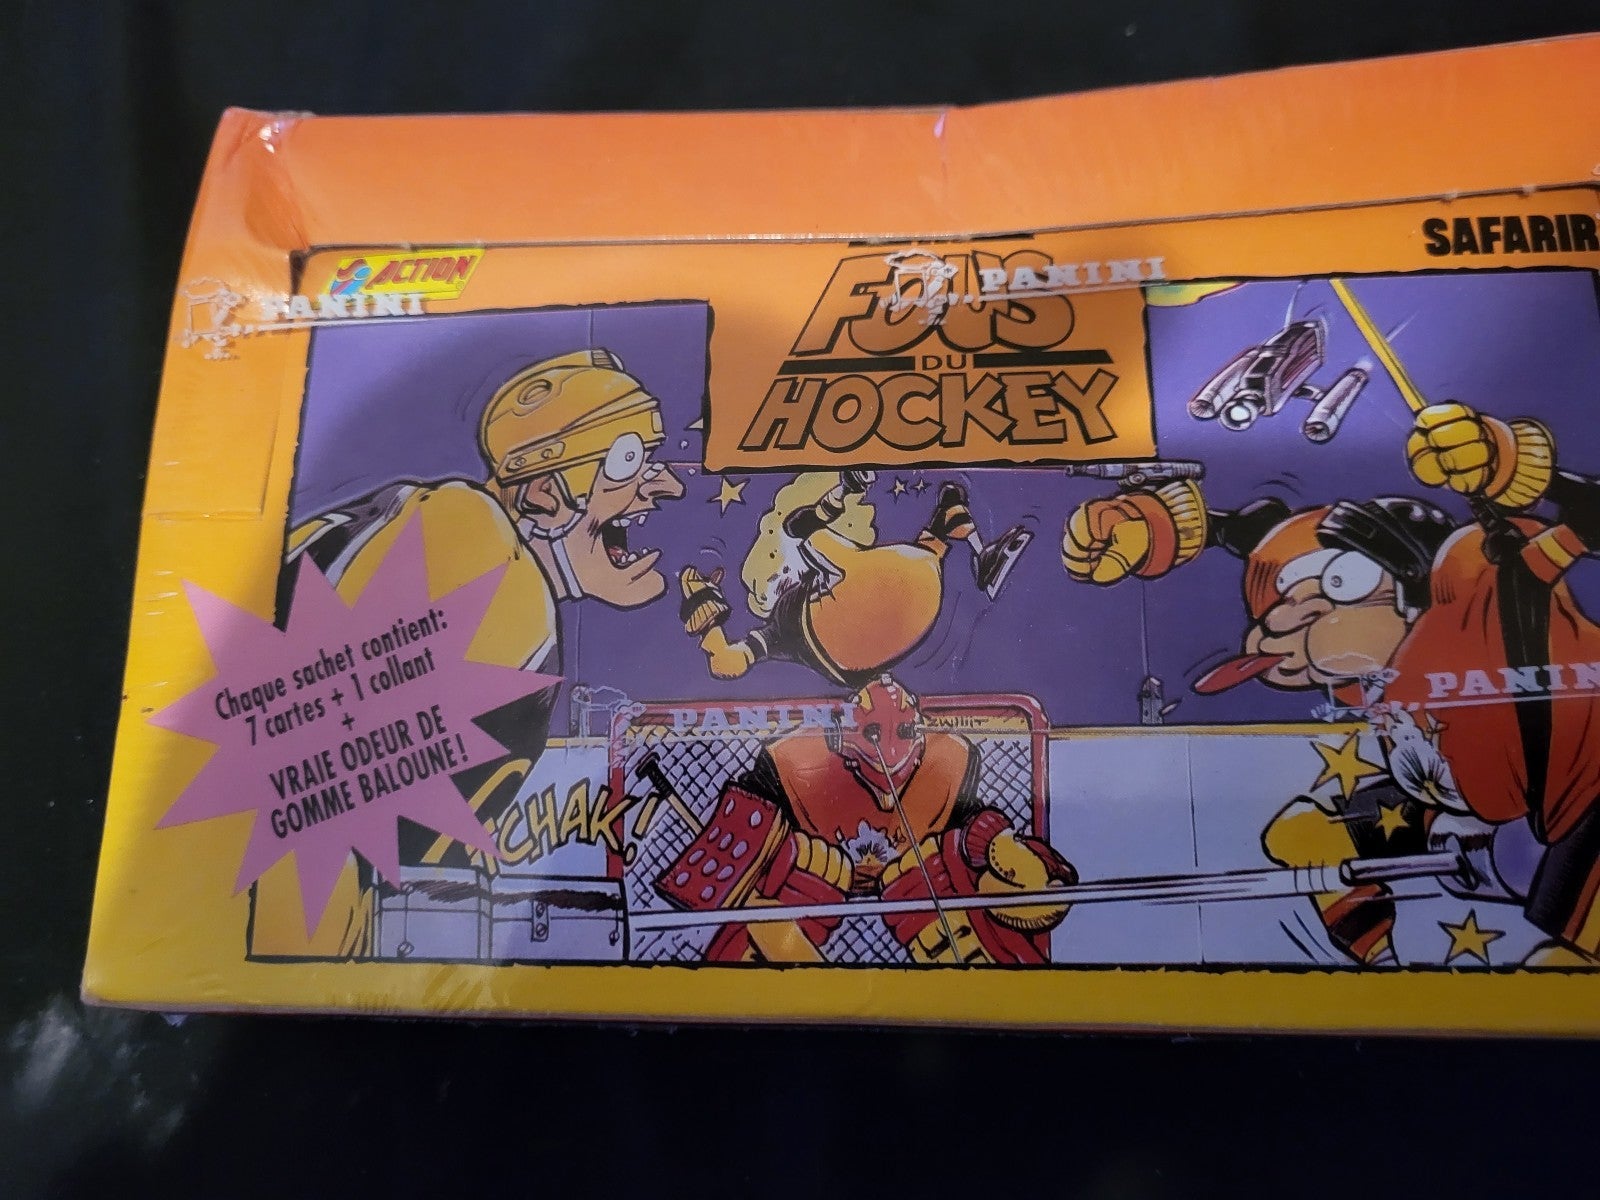 ACTION
PANINI
FOUS
DU
HOCKEY
PANINI
SAFARIR
Chaque sachet contient:
7 cartes + 1 collant
+
VRAIE ODEUR DE
GOMME BALOUNE!
PANINI
PANINI